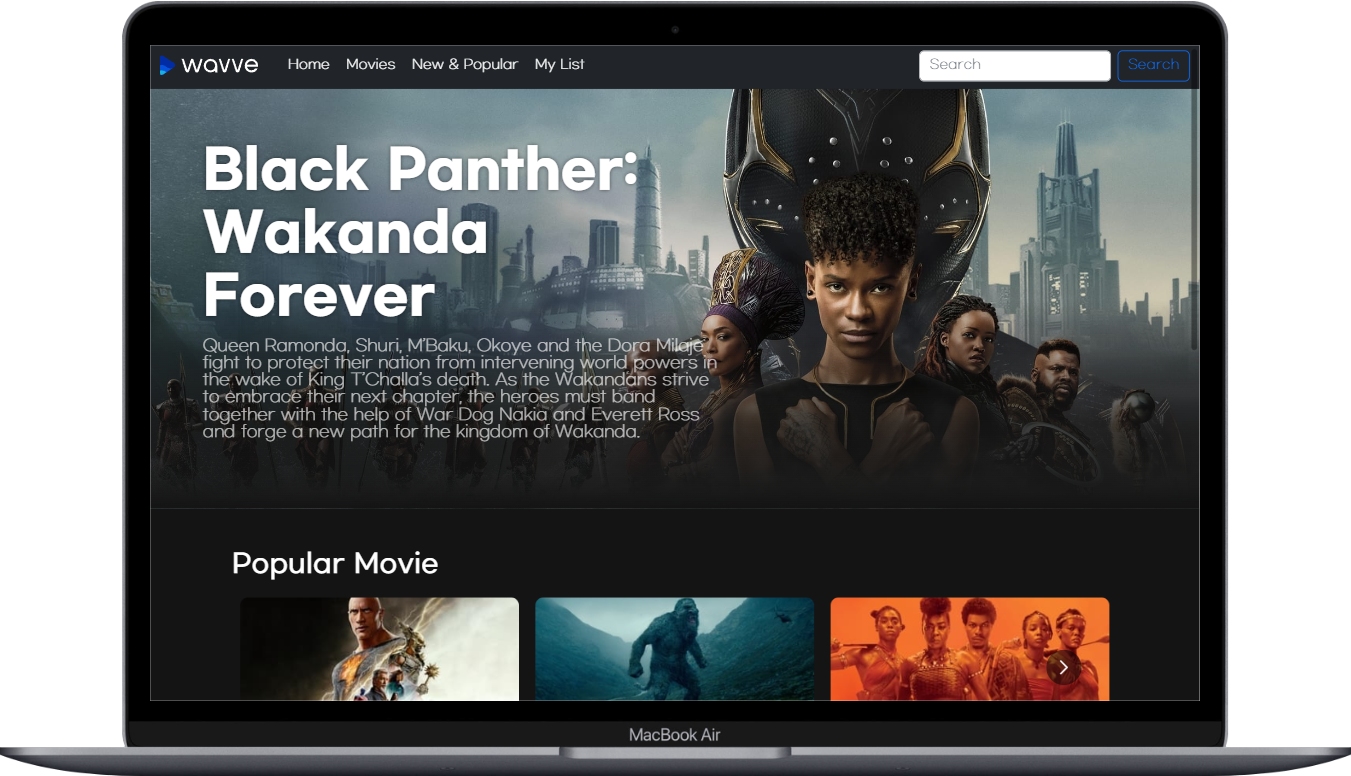 wavve Home Movies New & Popular My List Search Search
Black Panther:
Wakanda
Forever
Queen Ramonda, Shuri, M'Baku, Okoye and the Dora Milaje
fight to protect their nation from intervening world powers in
the wake of King T'Challa's death. As the Wakandans strive
to embrace their next chapter, the heroes must band
together with the help of War Dog Nakia and Everett Ross
and forge a new path for the kingdom of Wakanda.
Popular Movie
MacBook Air